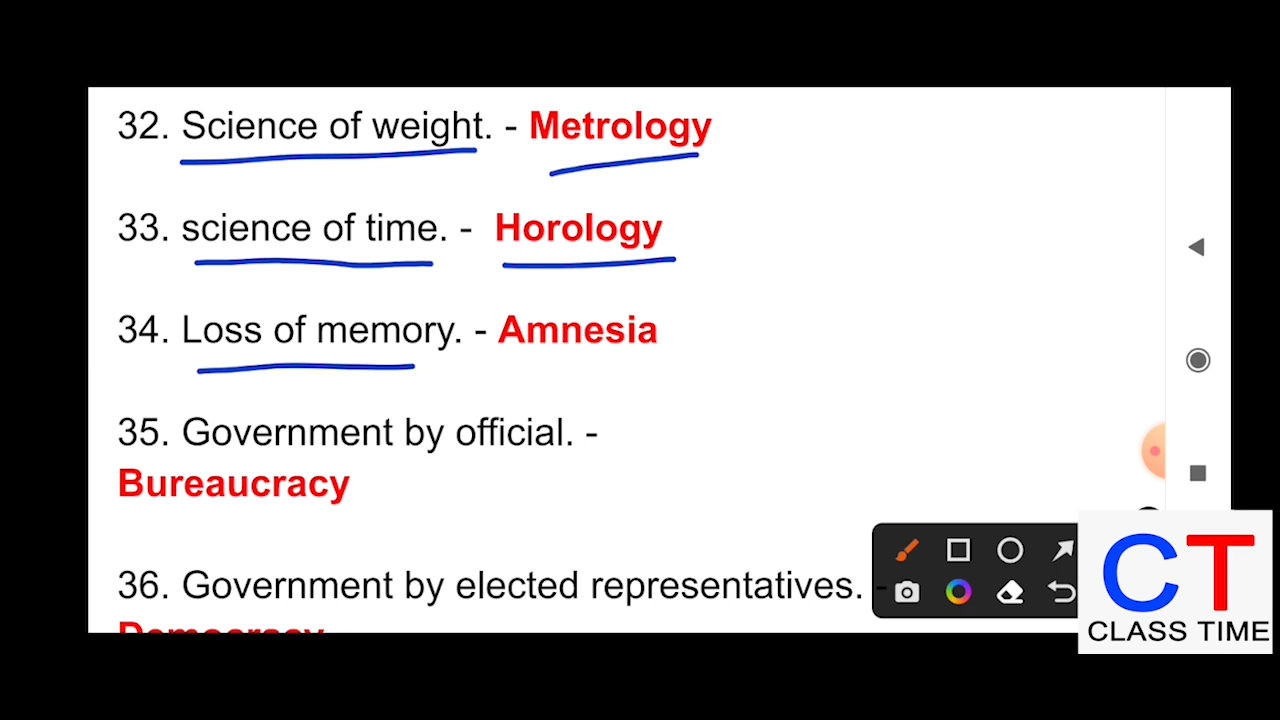 32. Science of weight. - Metrology
33. science of time. - Horology
34. Loss of memory. - Amnesia
35. Government by official. -
Bureaucracy
36. Government by elected representatives. -
Democracy
CT
CLASS TIME